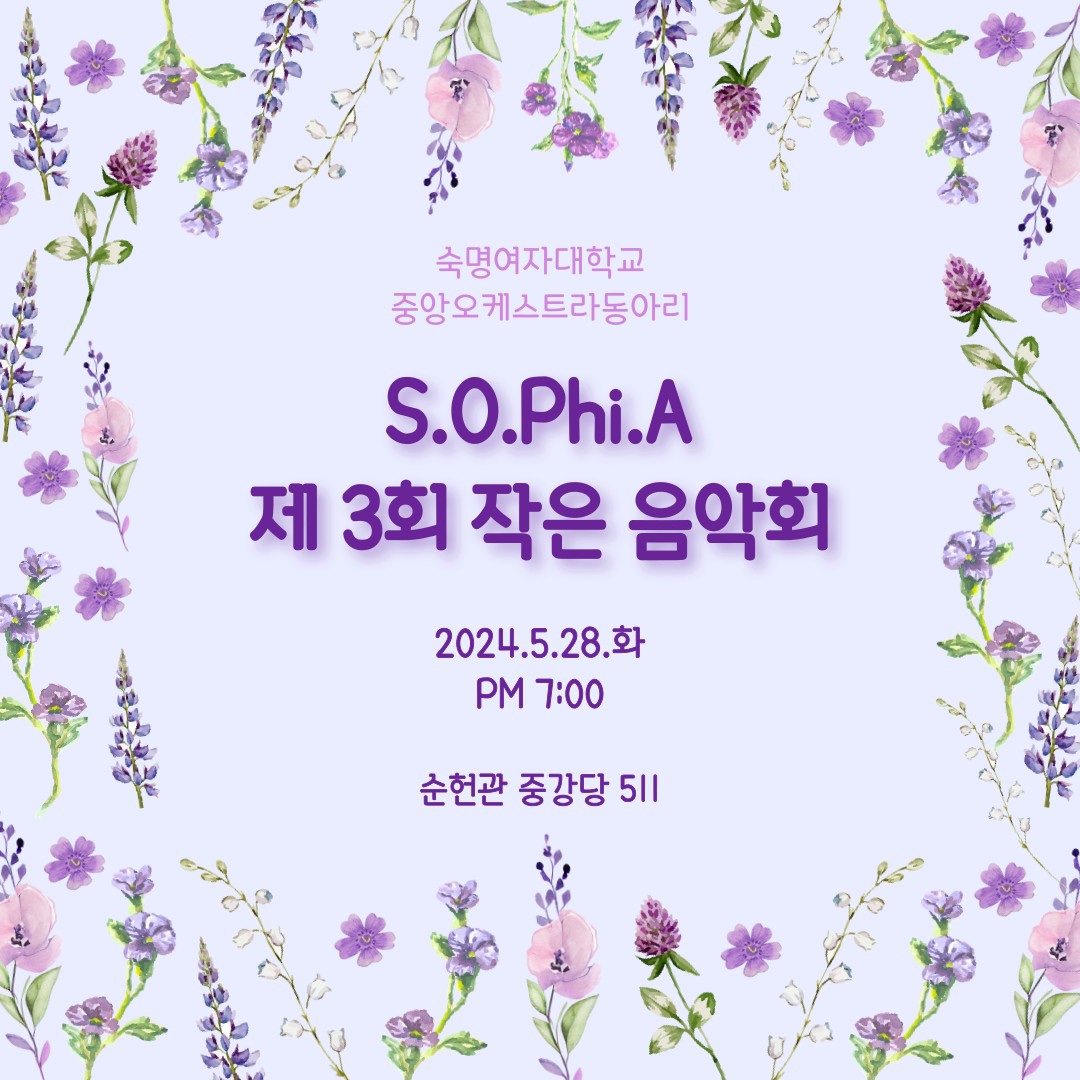 숙명여자대학교
중앙오케스트라동아리
S.O.Phi.A
제 3회 작은 음악회
2024.5.28.화
PM 7:00
순헌관 중강당 511